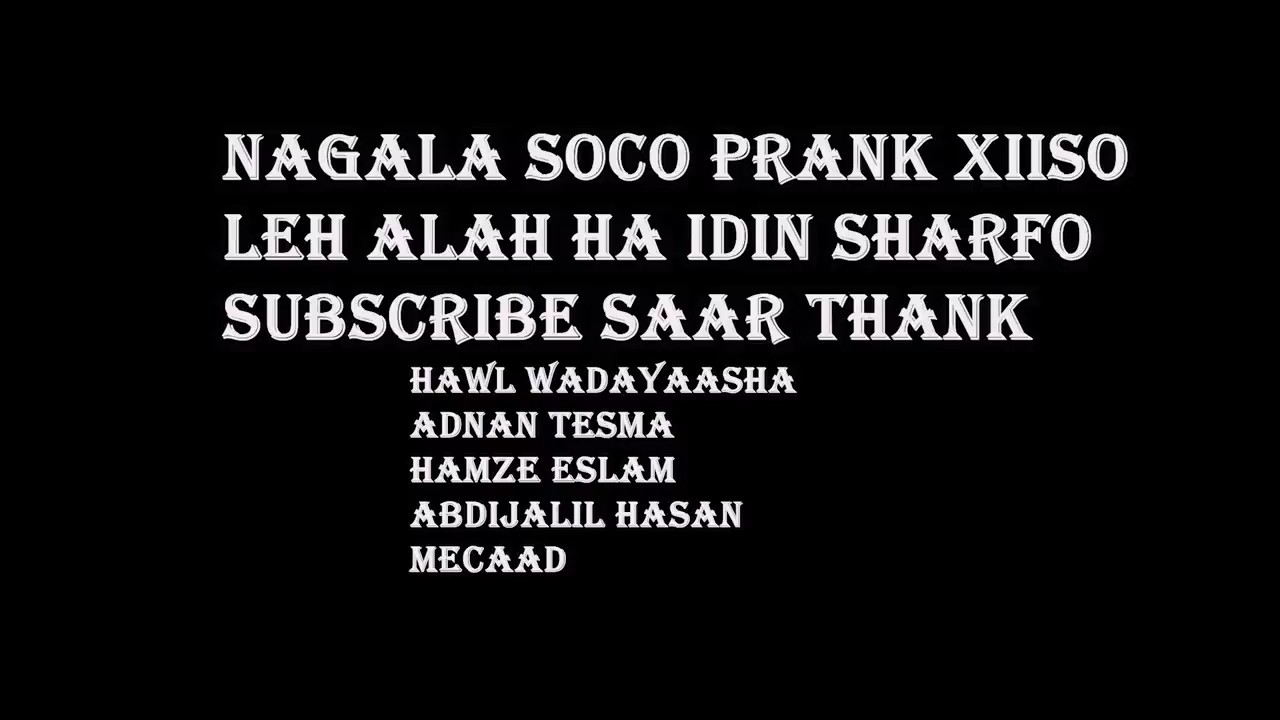 NAGALA SOCO PRANK XIISO
LEH ALAH HA IDIN SHARFO
SUBSCRIBE SAAR THANK
HAWL WADAYAASHA
ADNAN TESMA
HAMZE ESLAM
ABDIJALIL HASAN
MECAAD